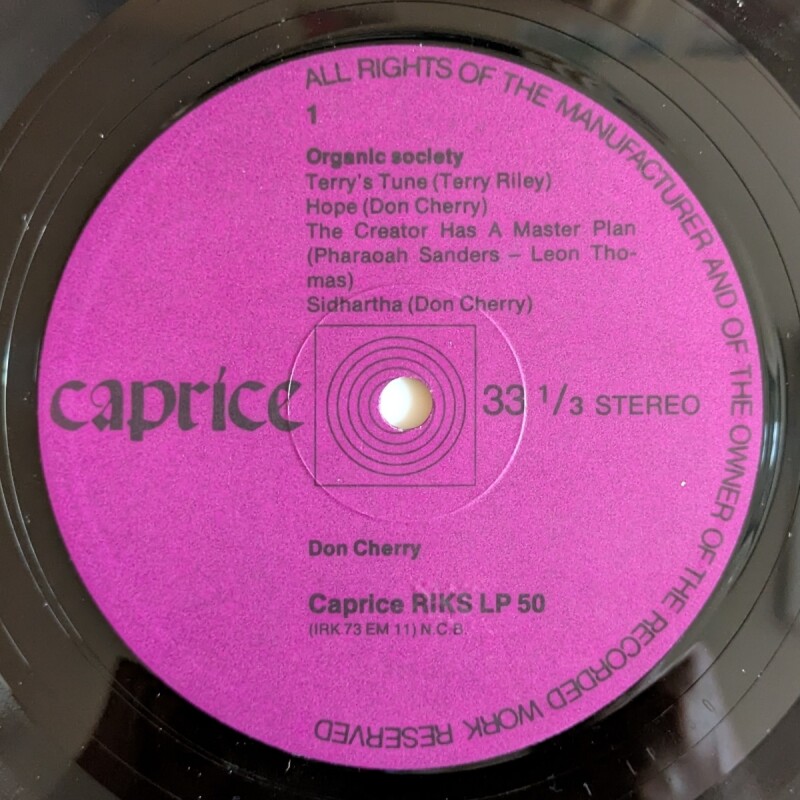 ALL RIGHTS OF THE MANUFACTURER AND OF THE OWNER OF THE RECORDED WORK RESERVED
1
Organic society
Terry's Tune (Terry Riley)
Hope (Don Cherry)
The Creator Has A Master Plan
(Pharaoah Sanders – Leon Tho-
mas)
Sidhartha (Don Cherry)
caprice
33 1/3 STEREO
Don Cherry
Caprice RIKS LP 50
(IRK 73 EM 11) N.C.B.